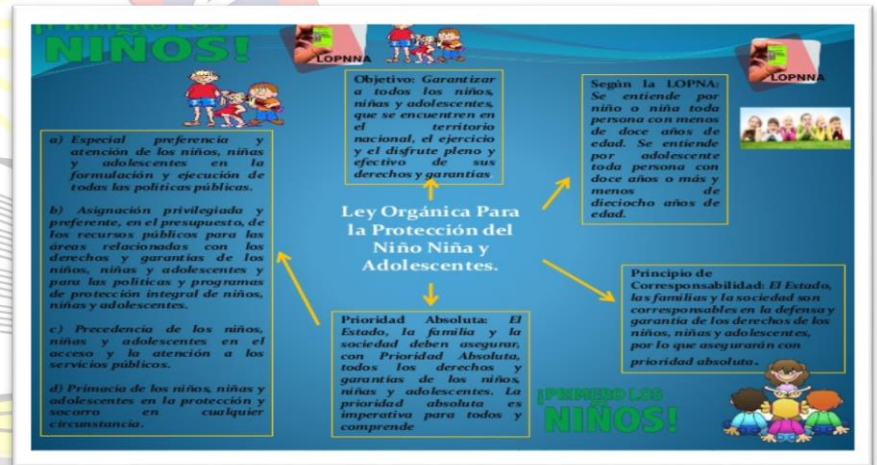 ¡PRIMERO LOS
NIÑOS!
LOPNNA
LOPNNA
Objetivo: Garantizar
a todos los niños,
niñas y adolescentes,
que se encuentren en
el territorio
nacional, el ejercicio
y el disfrute pleno y
efectivo de sus
derechos y garantías.
Según la LOPNA:
Se entiende por
niño o niña toda
persona con menos
de doce años de
edad. Se entiende
por adolescente
toda persona con
doce años o más y
menos de
dieciocho años de
edad.
a) Especial preferencia y
atención de los niños, niñas
y adolescentes en la
formulación y ejecución de
todas las políticas públicas.
b) Asignación privilegiada y
preferente, en el presupuesto, de
los recursos públicos para las
áreas relacionadas con los
derechos y garantías de los
niños, niñas y adolescentes y
para las políticas y programas
de protección integral de niños,
niñas y adolescentes.
c) Precedencia de los niños,
niñas y adolescentes en el
acceso y la atención a los
servicios públicos.
d) Primacía de los niños, niñas y
adolescentes en la protección y
socorro en cualquier
circunstancia.
Ley Orgánica Para
la Protección del
Niño Niña y
Adolescentes.
Prioridad Absoluta: El
Estado, la familia y la
sociedad deben asegurar,
con Prioridad Absoluta,
todos los derechos y
garantías de los niños,
niñas y adolescentes. La
prioridad absoluta es
imperativa para todos y
comprende
Principio de
Corresponsabilidad: El Estado,
las familias y la sociedad son
corresponsables en la defensa y
garantía de los derechos de los
niños, niñas y adolescentes,
por lo que asegurarán con
prioridad absoluta.
¡PRIMERO LOS
NIÑOS!